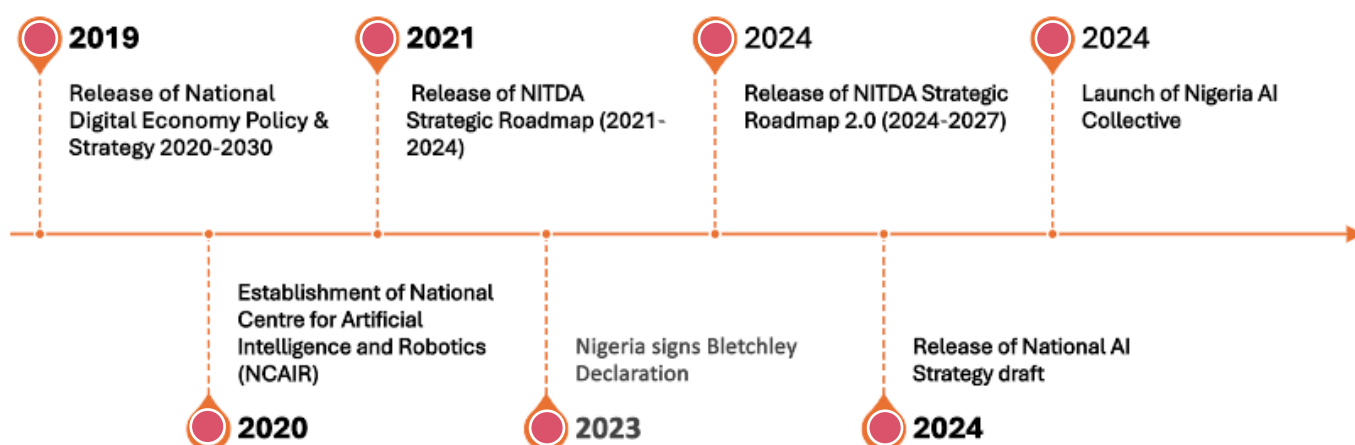 2019
Release of National
Digital Economy Policy &
Strategy 2020-2030
2021
Release of NITDA
Strategic Roadmap (2021-
2024)
2024
Release of NITDA Strategic
Roadmap 2.0 (2024-2027)
2024
Launch of Nigeria AI
Collective
Establishment of National
Centre for Artificial
Intelligence and Robotics
(NCAIR)
2020
Nigeria signs Bletchley
Declaration
2023
Release of National AI
Strategy draft
2024